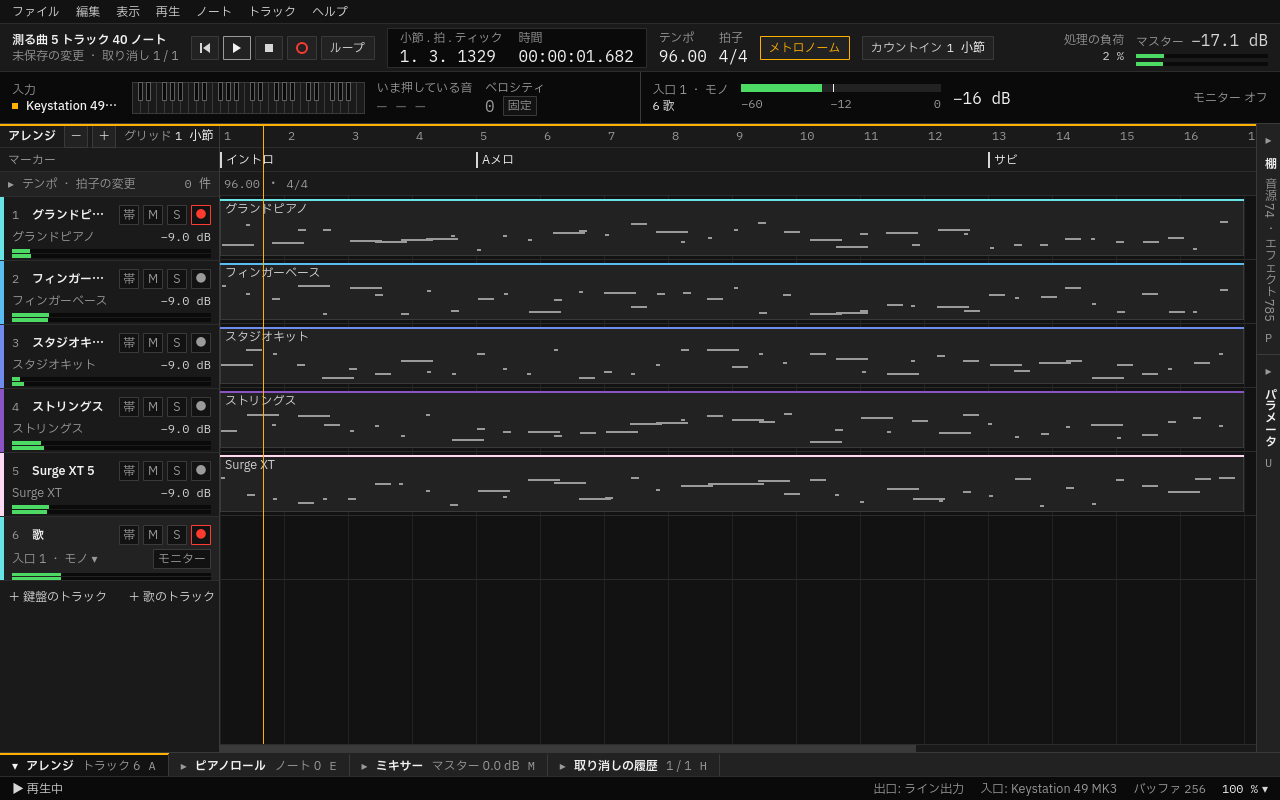 ファイル 編集 表示 再生 ノート トラック ヘルプ
測る曲 5 トラック 40 ノート
未保存の変更 · 取り消し 1 / 1
ループ
小節 . 拍 . ティック 時間
1. 3. 1329 00:00:01.682
テンポ 拍子
96.00 4/4
メトロノーム
カウントイン 1 小節
処理の負荷
2 %
マスター −17.1 dB
入力
Keystation 49…
いま押している音 ベロシティ
— — — 0 固定
入口 1 · モノ
6 歌
−60 −12 0
−16 dB
モニター オフ
アレンジ − + グリッド 1 小節
1 2 3 4 5 6 7 8 9 10 11 12 13 14 15 16 1
マーカー
イントロ Aメロ サビ
▸ テンポ · 拍子の変更 0 件
96.00 · 4/4
1 グランドピ… 帯 M S
グランドピアノ −9.0 dB
グランドピアノ
2 フィンガー… 帯 M S
フィンガーベース −9.0 dB
フィンガーベース
3 スタジオキ… 帯 M S
スタジオキット −9.0 dB
スタジオキット
4 ストリングス 帯 M S
ストリングス −9.0 dB
ストリングス
5 Surge XT 5 帯 M S
Surge XT −9.0 dB
Surge XT
6 歌 帯 M S
入口 1 · モノ ▾ モニター
+ 鍵盤のトラック + 歌のトラック
▸ 棚 音源 74 · エフェクト 785 P
▸ パラメータ U
▾ アレンジ トラック 6 A
▸ ピアノロール ノート 0 E
▸ ミキサー マスター 0.0 dB M
▸ 取り消しの履歴 1 / 1 H
▶ 再生中
出口: ライン出力 入口: Keystation 49 MK3 バッファ 256 100 % ▾